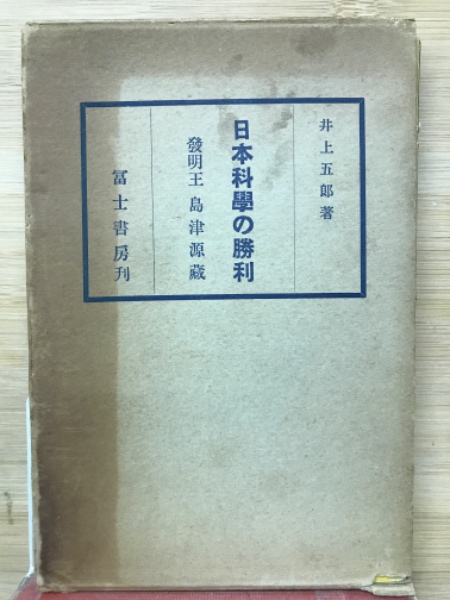 井上五郎著
日本科學の勝利
發明王 島津源蔵
冨士書房刊